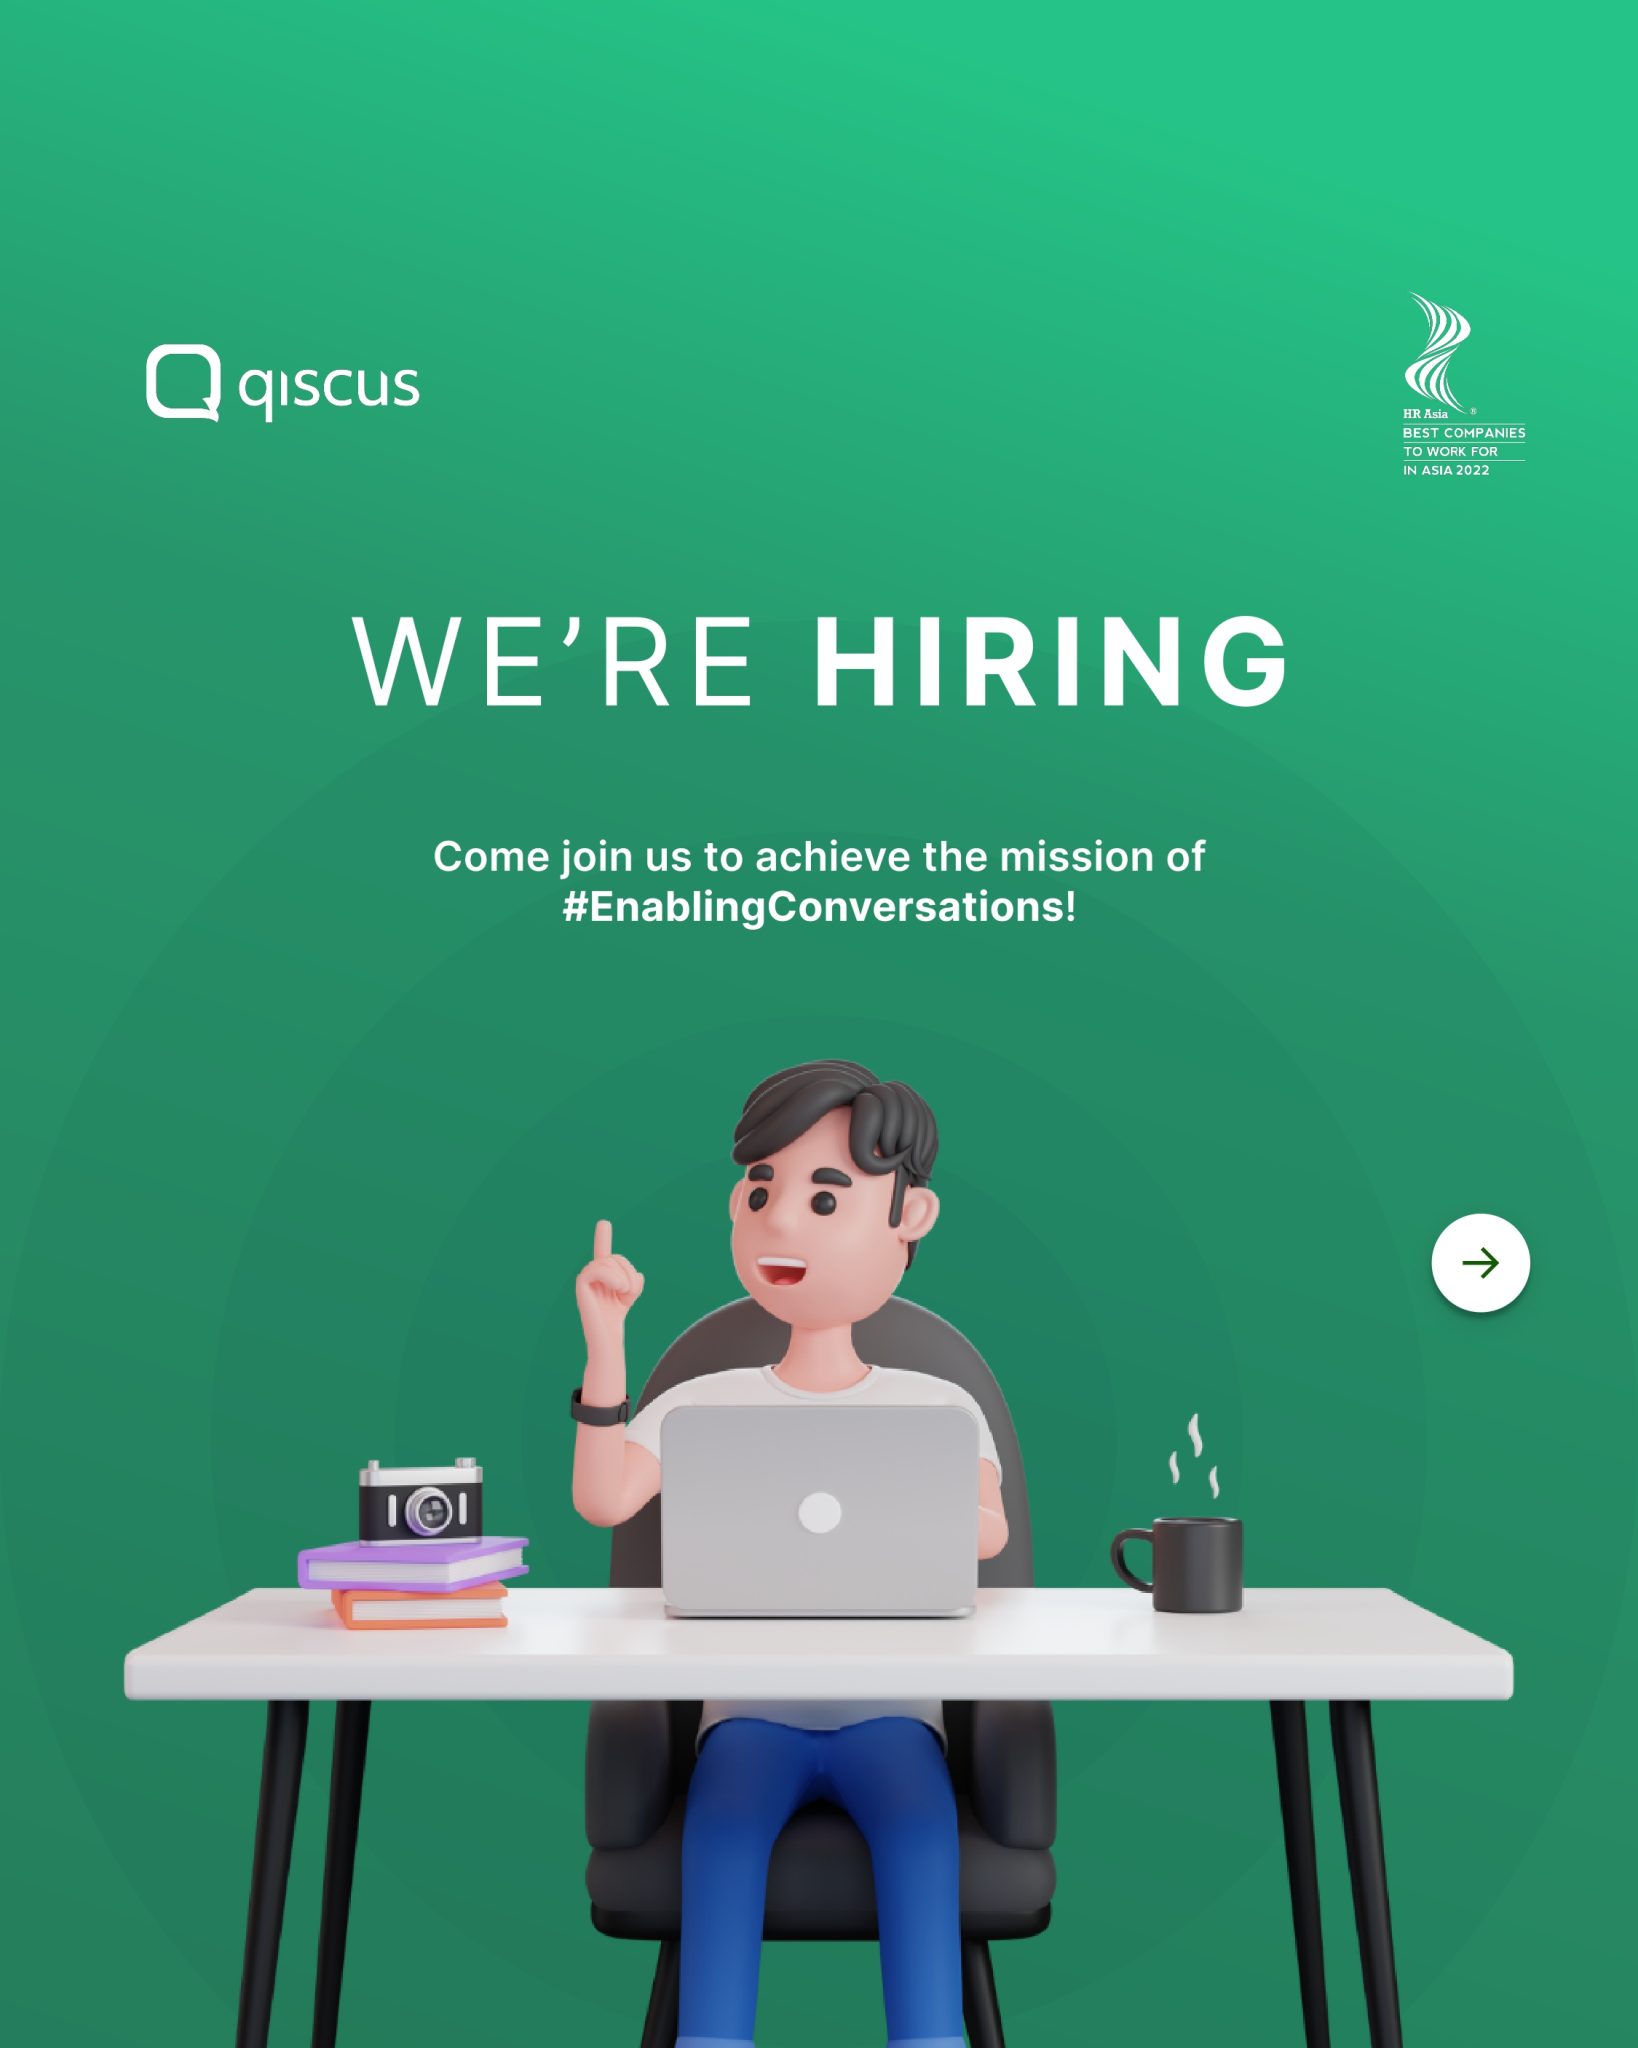 qiscus
HR Asia ®
BEST COMPANIES
TO WORK FOR
IN ASIA 2022
WE’RE HIRING
Come join us to achieve the mission of
#EnablingConversations!